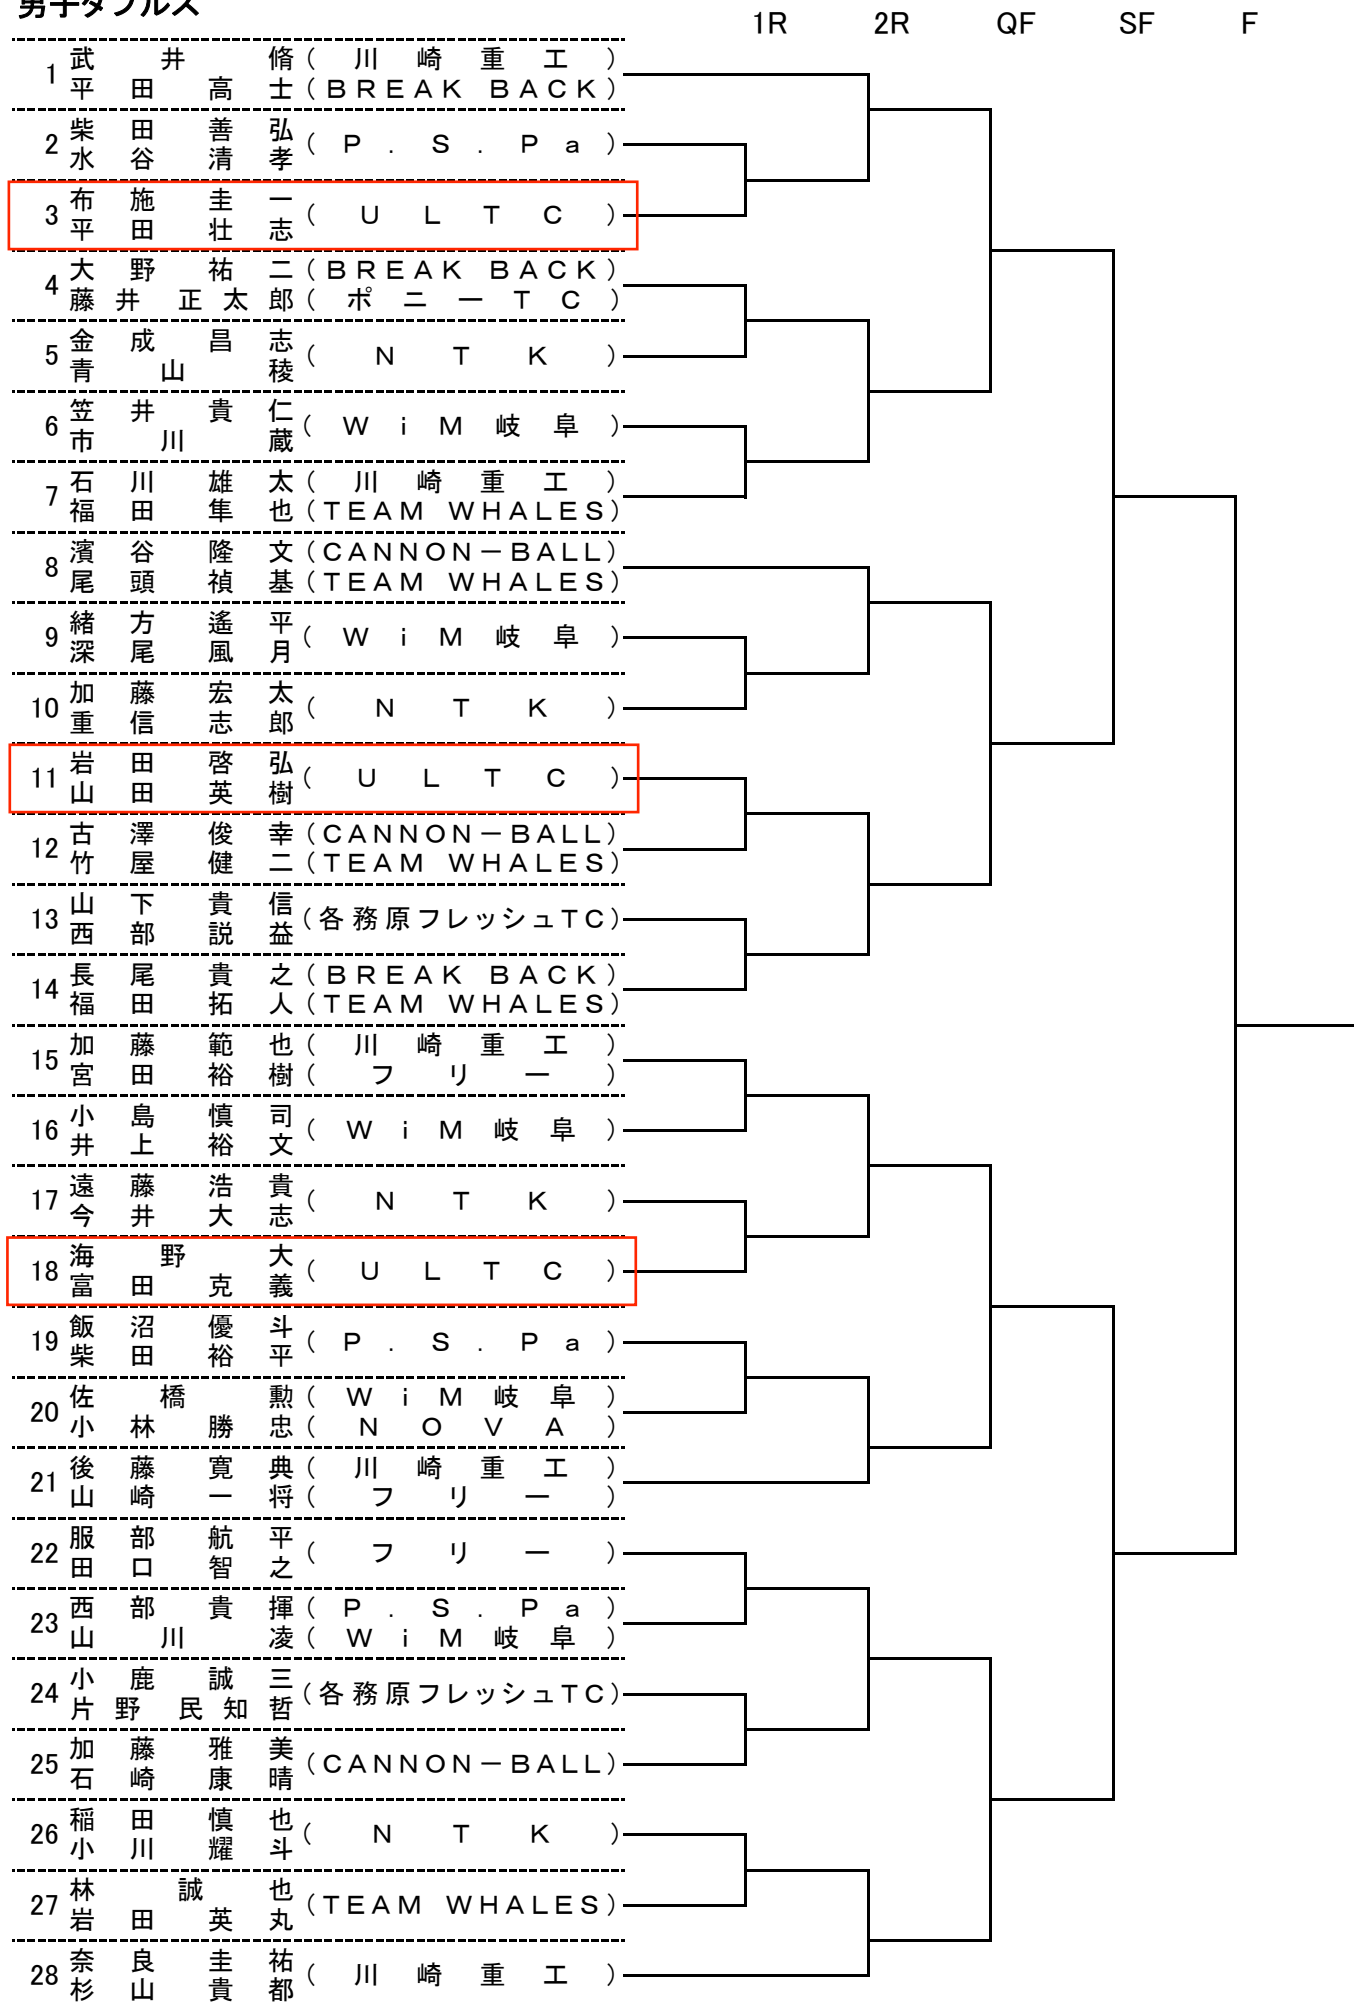 男子ダブルス
1R 2R QF SF F
1 武井脩(川崎重工)
平田高士(BREAK BACK)
2 柴田善弘(P.S.Pa)
水谷清孝
3 布施圭一(ULTC)
平田壮志
4 大野祐二(BREAK BACK)
藤井正太郎(ポニーTC)
5 金成昌志(NTK)
青山稜
6 笠井貴仁(WiM岐阜)
市川蔵
7 石川雄太(川崎重工)
福田隼也(TEAM WHALES)
8 濱谷隆文(CANNON－BALL)
尾頭禎基(TEAM WHALES)
9 緒方遙平(WiM岐阜)
深尾風月
10 加藤宏太(NTK)
重信志郎
11 岩田啓弘(ULTC)
山田英樹
12 古澤俊幸(CANNON－BALL)
竹屋健二(TEAM WHALES)
13 山下貴信(各務原フレッシュTC)
西部説益
14 長尾貴之(BREAK BACK)
福田拓人(TEAM WHALES)
15 加藤範也(川崎重工)
宮田裕樹(フリー)
16 小島慎司(WiM岐阜)
井上裕文
17 遠藤浩貴(NTK)
今井大志
18 海野大(ULTC)
富田克義
19 飯沼優斗(P.S.Pa)
柴田裕平
20 佐橋勲(WiM岐阜)
小林勝忠(NOVA)
21 後藤寛典(川崎重工)
山崎一将(フリー)
22 服部航平(フリー)
田口智之
23 西部貴揮(P.S.Pa)
山川凌(WiM岐阜)
24 小鹿誠三(各務原フレッシュTC)
片野民知哲
25 加藤雅美(CANNON－BALL)
石崎康晴
26 稲田慎也(NTK)
小川耀斗
27 林誠也(TEAM WHALES)
岩田英丸
28 奈良圭祐(川崎重工)
杉山貴都